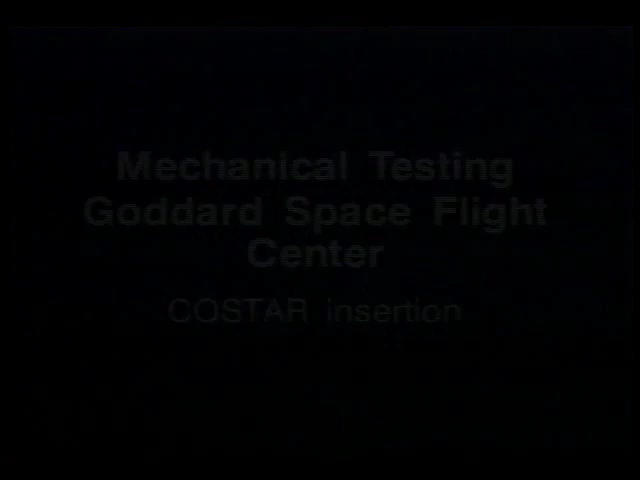 Mechanical Testing
Goddard Space Flight
Center
COSTAR insertion